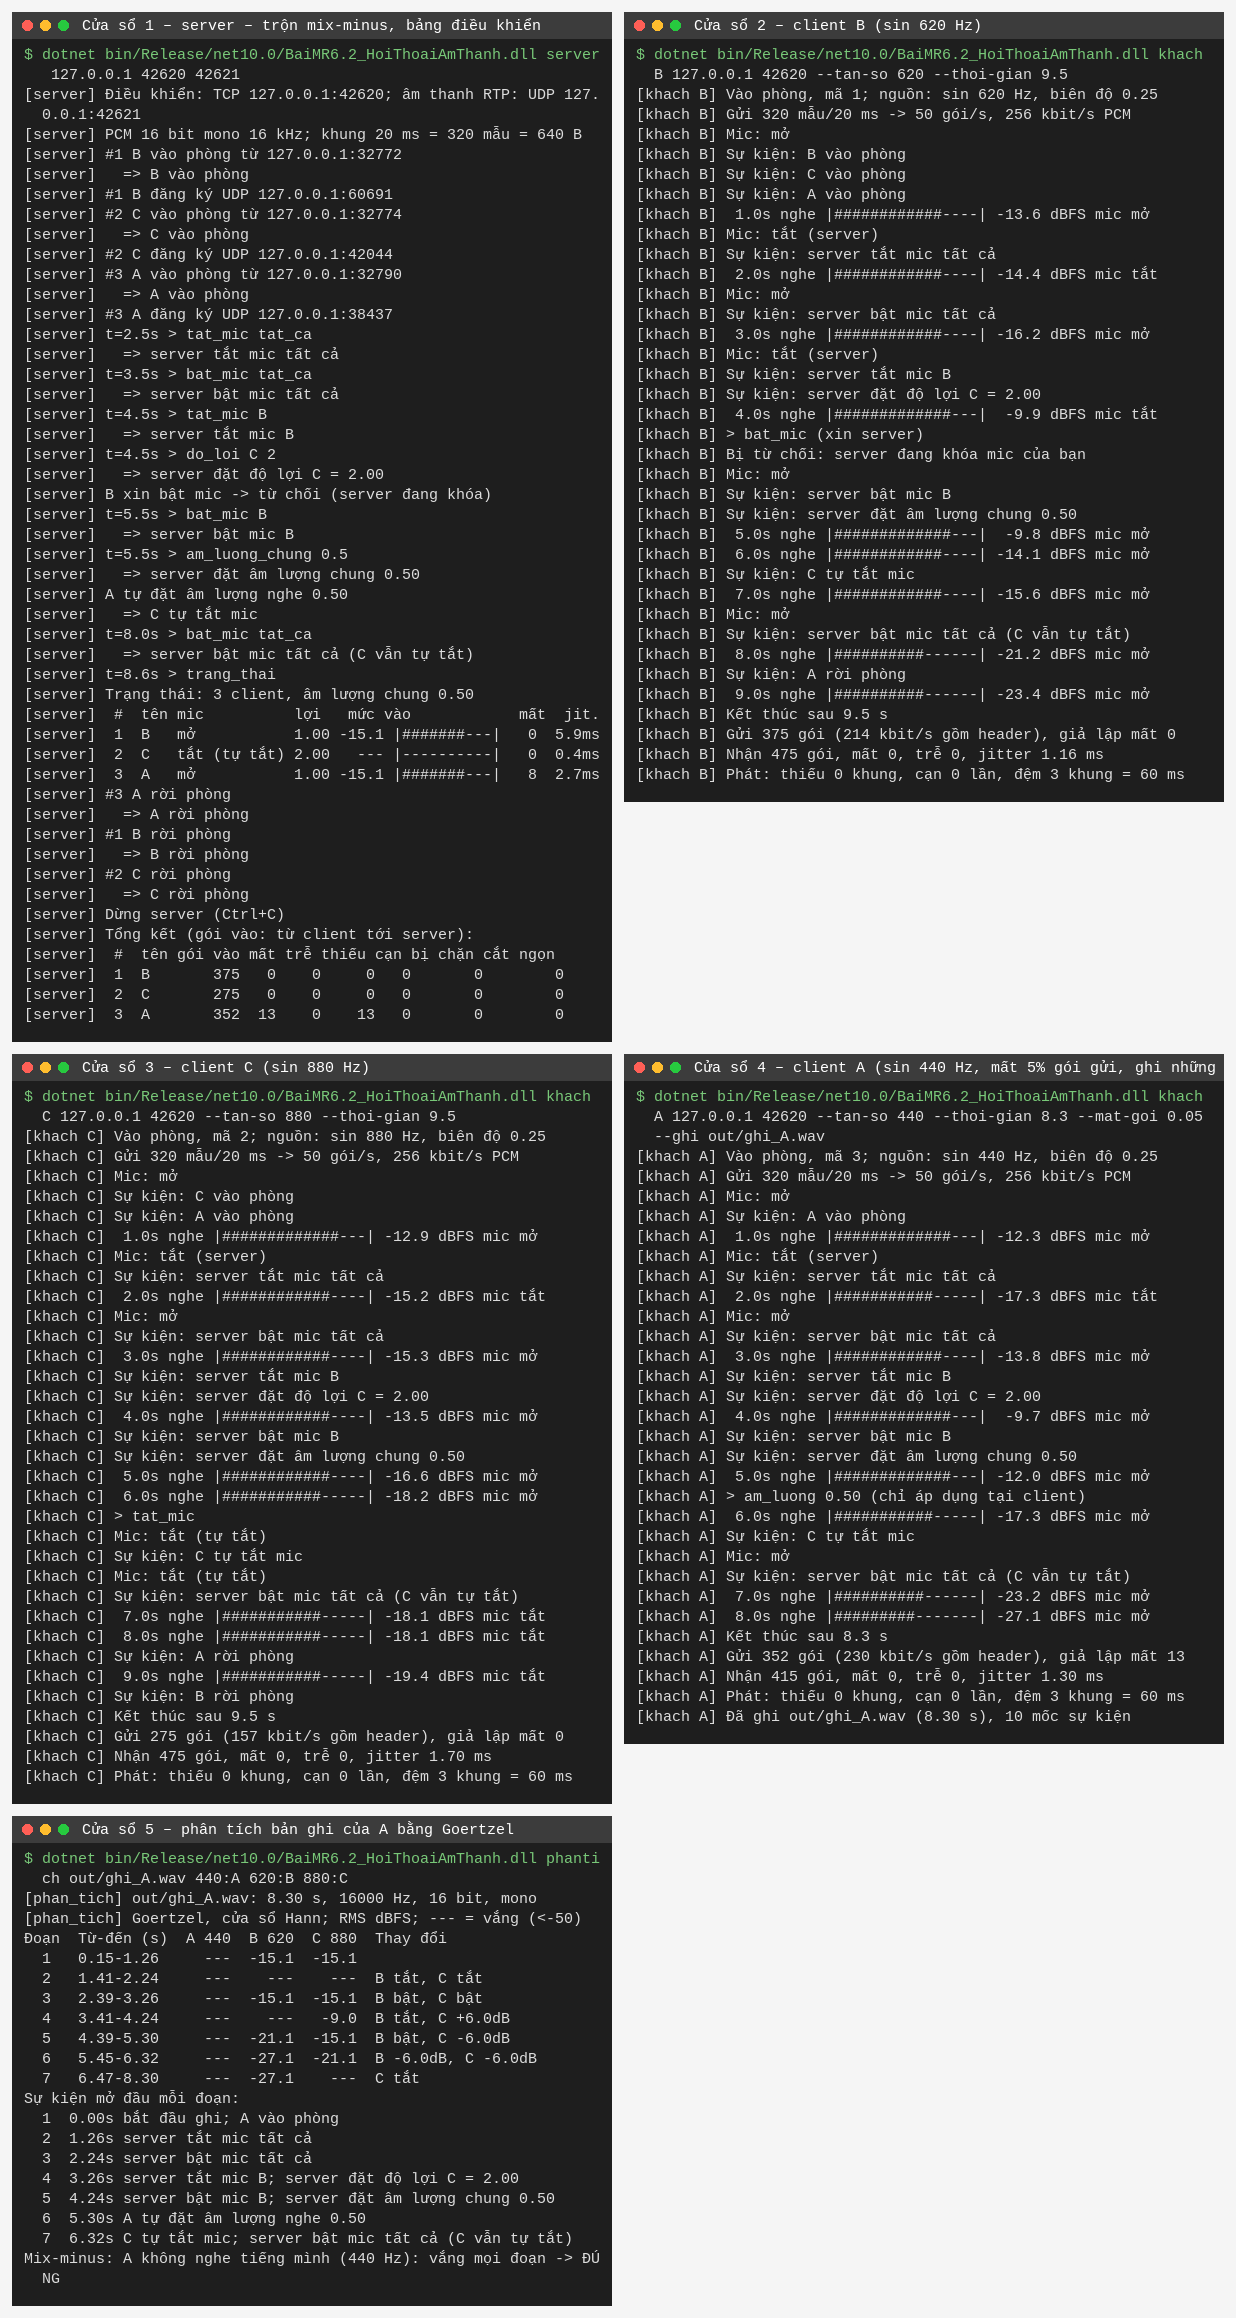 Cửa sổ 1 – server – trộn mix-minus, bảng điều khiển
$ dotnet bin/Release/net10.0/BaiMR6.2_HoiThoaiAmThanh.dll server
127.0.0.1 42620 42621
[server] Điều khiển: TCP 127.0.0.1:42620; âm thanh RTP: UDP 127.
0.0.1:42621
[server] PCM 16 bit mono 16 kHz; khung 20 ms = 320 mẫu = 640 B
[server] #1 B vào phòng từ 127.0.0.1:32772
[server]   => B vào phòng
[server] #1 B đăng ký UDP 127.0.0.1:60691
[server] #2 C vào phòng từ 127.0.0.1:32774
[server]   => C vào phòng
[server] #2 C đăng ký UDP 127.0.0.1:42044
[server] #3 A vào phòng từ 127.0.0.1:32790
[server]   => A vào phòng
[server] #3 A đăng ký UDP 127.0.0.1:38437
[server] t=2.5s > tat_mic tat_ca
[server]   => server tắt mic tất cả
[server] t=3.5s > bat_mic tat_ca
[server]   => server bật mic tất cả
[server] t=4.5s > tat_mic B
[server]   => server tắt mic B
[server] t=4.5s > do_loi C 2
[server]   => server đặt độ lợi C = 2.00
[server] B xin bật mic -> từ chối (server đang khóa)
[server] t=5.5s > bat_mic B
[server]   => server bật mic B
[server] t=5.5s > am_luong_chung 0.5
[server]   => server đặt âm lượng chung 0.50
[server] A tự đặt âm lượng nghe 0.50
[server]   => C tự tắt mic
[server] t=8.0s > bat_mic tat_ca
[server]   => server bật mic tất cả (C vẫn tự tắt)
[server] t=8.6s > trang_thai
[server] Trạng thái: 3 client, âm lượng chung 0.50
[server]  #  tên mic          lợi   mức vào            mất  jit.
[server]  1  B   mở           1.00 -15.1 |#######---|   0  5.9ms
[server]  2  C   tắt (tự tắt) 2.00   --- |----------|   0  0.4ms
[server]  3  A   mở           1.00 -15.1 |#######---|   8  2.7ms
[server] #3 A rời phòng
[server]   => A rời phòng
[server] #1 B rời phòng
[server]   => B rời phòng
[server] #2 C rời phòng
[server]   => C rời phòng
[server] Dừng server (Ctrl+C)
[server] Tổng kết (gói vào: từ client tới server):
[server]  #  tên gói vào mất trễ thiếu cạn bị chặn cắt ngọn
[server]  1  B       375   0    0     0   0       0        0
[server]  2  C       275   0    0     0   0       0        0
[server]  3  A       352  13    0    13   0       0        0
Cửa sổ 2 – client B (sin 620 Hz)
$ dotnet bin/Release/net10.0/BaiMR6.2_HoiThoaiAmThanh.dll khach
B 127.0.0.1 42620 --tan-so 620 --thoi-gian 9.5
[khach B] Vào phòng, mã 1; nguồn: sin 620 Hz, biên độ 0.25
[khach B] Gửi 320 mẫu/20 ms -> 50 gói/s, 256 kbit/s PCM
[khach B] Mic: mở
[khach B] Sự kiện: B vào phòng
[khach B] Sự kiện: C vào phòng
[khach B] Sự kiện: A vào phòng
[khach B]  1.0s nghe |############----| -13.6 dBFS mic mở
[khach B] Mic: tắt (server)
[khach B] Sự kiện: server tắt mic tất cả
[khach B]  2.0s nghe |############----| -14.4 dBFS mic tắt
[khach B] Mic: mở
[khach B] Sự kiện: server bật mic tất cả
[khach B]  3.0s nghe |############----| -16.2 dBFS mic mở
[khach B] Mic: tắt (server)
[khach B] Sự kiện: server tắt mic B
[khach B] Sự kiện: server đặt độ lợi C = 2.00
[khach B]  4.0s nghe |#############---|  -9.9 dBFS mic tắt
[khach B] > bat_mic (xin server)
[khach B] Bị từ chối: server đang khóa mic của bạn
[khach B] Mic: mở
[khach B] Sự kiện: server bật mic B
[khach B] Sự kiện: server đặt âm lượng chung 0.50
[khach B]  5.0s nghe |#############---|  -9.8 dBFS mic mở
[khach B]  6.0s nghe |############----| -14.1 dBFS mic mở
[khach B] Sự kiện: C tự tắt mic
[khach B]  7.0s nghe |############----| -15.6 dBFS mic mở
[khach B] Mic: mở
[khach B] Sự kiện: server bật mic tất cả (C vẫn tự tắt)
[khach B]  8.0s nghe |##########------| -21.2 dBFS mic mở
[khach B] Sự kiện: A rời phòng
[khach B]  9.0s nghe |##########------| -23.4 dBFS mic mở
[khach B] Kết thúc sau 9.5 s
[khach B] Gửi 375 gói (214 kbit/s gồm header), giả lập mất 0
[khach B] Nhận 475 gói, mất 0, trễ 0, jitter 1.16 ms
[khach B] Phát: thiếu 0 khung, cạn 0 lần, đệm 3 khung = 60 ms
Cửa sổ 3 – client C (sin 880 Hz)
$ dotnet bin/Release/net10.0/BaiMR6.2_HoiThoaiAmThanh.dll khach
C 127.0.0.1 42620 --tan-so 880 --thoi-gian 9.5
[khach C] Vào phòng, mã 2; nguồn: sin 880 Hz, biên độ 0.25
[khach C] Gửi 320 mẫu/20 ms -> 50 gói/s, 256 kbit/s PCM
[khach C] Mic: mở
[khach C] Sự kiện: C vào phòng
[khach C] Sự kiện: A vào phòng
[khach C]  1.0s nghe |#############---| -12.9 dBFS mic mở
[khach C] Mic: tắt (server)
[khach C] Sự kiện: server tắt mic tất cả
[khach C]  2.0s nghe |############----| -15.2 dBFS mic tắt
[khach C] Mic: mở
[khach C] Sự kiện: server bật mic tất cả
[khach C]  3.0s nghe |############----| -15.3 dBFS mic mở
[khach C] Sự kiện: server tắt mic B
[khach C] Sự kiện: server đặt độ lợi C = 2.00
[khach C]  4.0s nghe |############----| -13.5 dBFS mic mở
[khach C] Sự kiện: server bật mic B
[khach C] Sự kiện: server đặt âm lượng chung 0.50
[khach C]  5.0s nghe |############----| -16.6 dBFS mic mở
[khach C]  6.0s nghe |###########-----| -18.2 dBFS mic mở
[khach C] > tat_mic
[khach C] Mic: tắt (tự tắt)
[khach C] Sự kiện: C tự tắt mic
[khach C] Mic: tắt (tự tắt)
[khach C] Sự kiện: server bật mic tất cả (C vẫn tự tắt)
[khach C]  7.0s nghe |###########-----| -18.1 dBFS mic tắt
[khach C]  8.0s nghe |###########-----| -18.1 dBFS mic tắt
[khach C] Sự kiện: A rời phòng
[khach C]  9.0s nghe |###########-----| -19.4 dBFS mic tắt
[khach C] Sự kiện: B rời phòng
[khach C] Kết thúc sau 9.5 s
[khach C] Gửi 275 gói (157 kbit/s gồm header), giả lập mất 0
[khach C] Nhận 475 gói, mất 0, trễ 0, jitter 1.70 ms
[khach C] Phát: thiếu 0 khung, cạn 0 lần, đệm 3 khung = 60 ms
Cửa sổ 4 – client A (sin 440 Hz, mất 5% gói gửi, ghi những
$ dotnet bin/Release/net10.0/BaiMR6.2_HoiThoaiAmThanh.dll khach
A 127.0.0.1 42620 --tan-so 440 --thoi-gian 8.3 --mat-goi 0.05
--ghi out/ghi_A.wav
[khach A] Vào phòng, mã 3; nguồn: sin 440 Hz, biên độ 0.25
[khach A] Gửi 320 mẫu/20 ms -> 50 gói/s, 256 kbit/s PCM
[khach A] Mic: mở
[khach A] Sự kiện: A vào phòng
[khach A]  1.0s nghe |#############---| -12.3 dBFS mic mở
[khach A] Mic: tắt (server)
[khach A] Sự kiện: server tắt mic tất cả
[khach A]  2.0s nghe |###########-----| -17.3 dBFS mic tắt
[khach A] Mic: mở
[khach A] Sự kiện: server bật mic tất cả
[khach A]  3.0s nghe |############----| -13.8 dBFS mic mở
[khach A] Sự kiện: server tắt mic B
[khach A] Sự kiện: server đặt độ lợi C = 2.00
[khach A]  4.0s nghe |#############---|  -9.7 dBFS mic mở
[khach A] Sự kiện: server bật mic B
[khach A] Sự kiện: server đặt âm lượng chung 0.50
[khach A]  5.0s nghe |#############---| -12.0 dBFS mic mở
[khach A] > am_luong 0.50 (chỉ áp dụng tại client)
[khach A]  6.0s nghe |###########-----| -17.3 dBFS mic mở
[khach A] Sự kiện: C tự tắt mic
[khach A] Mic: mở
[khach A] Sự kiện: server bật mic tất cả (C vẫn tự tắt)
[khach A]  7.0s nghe |##########------| -23.2 dBFS mic mở
[khach A]  8.0s nghe |#########-------| -27.1 dBFS mic mở
[khach A] Kết thúc sau 8.3 s
[khach A] Gửi 352 gói (230 kbit/s gồm header), giả lập mất 13
[khach A] Nhận 415 gói, mất 0, trễ 0, jitter 1.30 ms
[khach A] Phát: thiếu 0 khung, cạn 0 lần, đệm 3 khung = 60 ms
[khach A] Đã ghi out/ghi_A.wav (8.30 s), 10 mốc sự kiện
Cửa sổ 5 – phân tích bản ghi của A bằng Goertzel
$ dotnet bin/Release/net10.0/BaiMR6.2_HoiThoaiAmThanh.dll phanti
ch out/ghi_A.wav 440:A 620:B 880:C
[phan_tich] out/ghi_A.wav: 8.30 s, 16000 Hz, 16 bit, mono
[phan_tich] Goertzel, cửa sổ Hann; RMS dBFS; --- = vắng (<-50)
Đoạn  Từ-đến (s)  A 440  B 620  C 880  Thay đổi
1   0.15-1.26     ---  -15.1  -15.1
2   1.41-2.24     ---    ---    ---  B tắt, C tắt
3   2.39-3.26     ---  -15.1  -15.1  B bật, C bật
4   3.41-4.24     ---    ---   -9.0  B tắt, C +6.0dB
5   4.39-5.30     ---  -21.1  -15.1  B bật, C -6.0dB
6   5.45-6.32     ---  -27.1  -21.1  B -6.0dB, C -6.0dB
7   6.47-8.30     ---  -27.1    ---  C tắt
Sự kiện mở đầu mỗi đoạn:
1  0.00s bắt đầu ghi; A vào phòng
2  1.26s server tắt mic tất cả
3  2.24s server bật mic tất cả
4  3.26s server tắt mic B; server đặt độ lợi C = 2.00
5  4.24s server bật mic B; server đặt âm lượng chung 0.50
6  5.30s A tự đặt âm lượng nghe 0.50
7  6.32s C tự tắt mic; server bật mic tất cả (C vẫn tự tắt)
Mix-minus: A không nghe tiếng mình (440 Hz): vắng mọi đoạn -> ĐÚ
NG